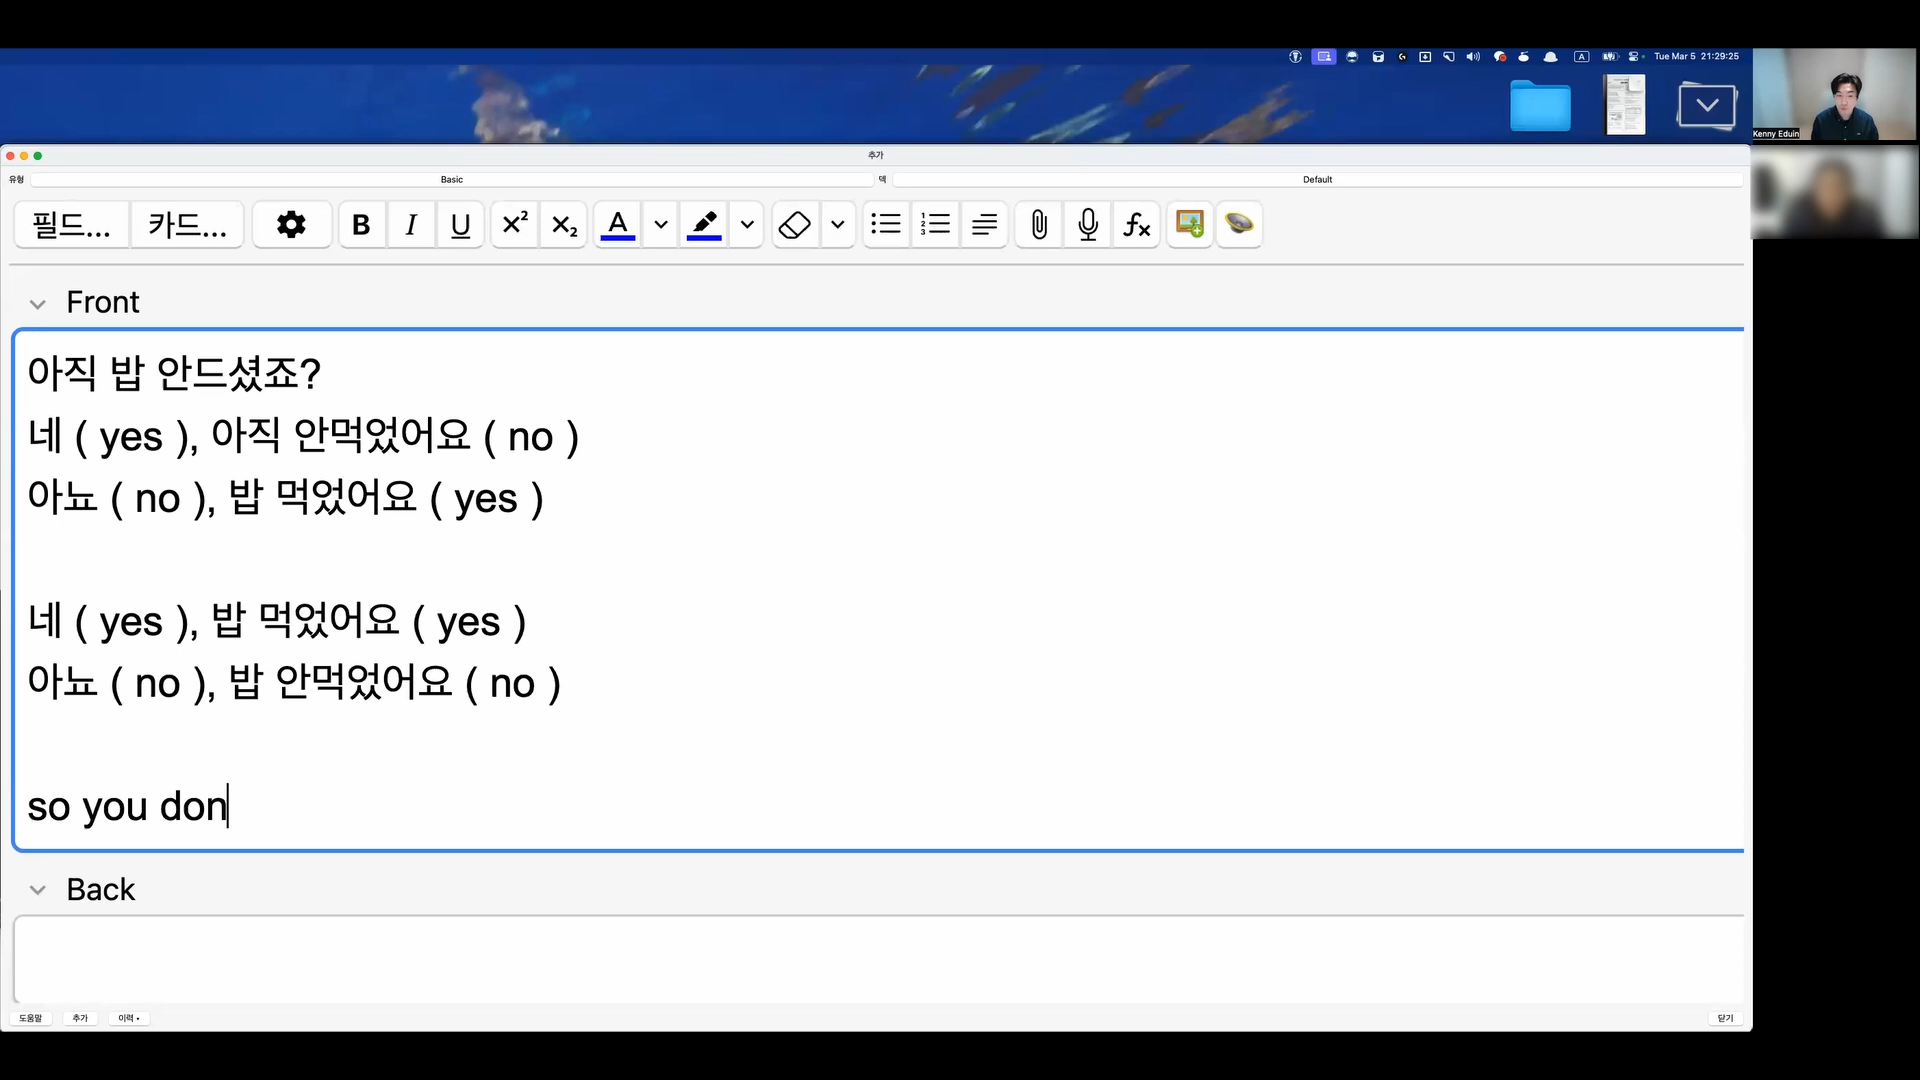 Tue Mar 5 21:29:25
Kenny Eduin
추가
유형 Basic 덱 Default
필드... 카드... B I U x² x₂ A fx
Front
아직 밥 안드셨죠?
네 ( yes ), 아직 안먹었어요 ( no )
아뇨 ( no ), 밥 먹었어요 ( yes )
네 ( yes ), 밥 먹었어요 ( yes )
아뇨 ( no ), 밥 안먹었어요 ( no )
so you don
Back
도움말 추가 이력 닫기